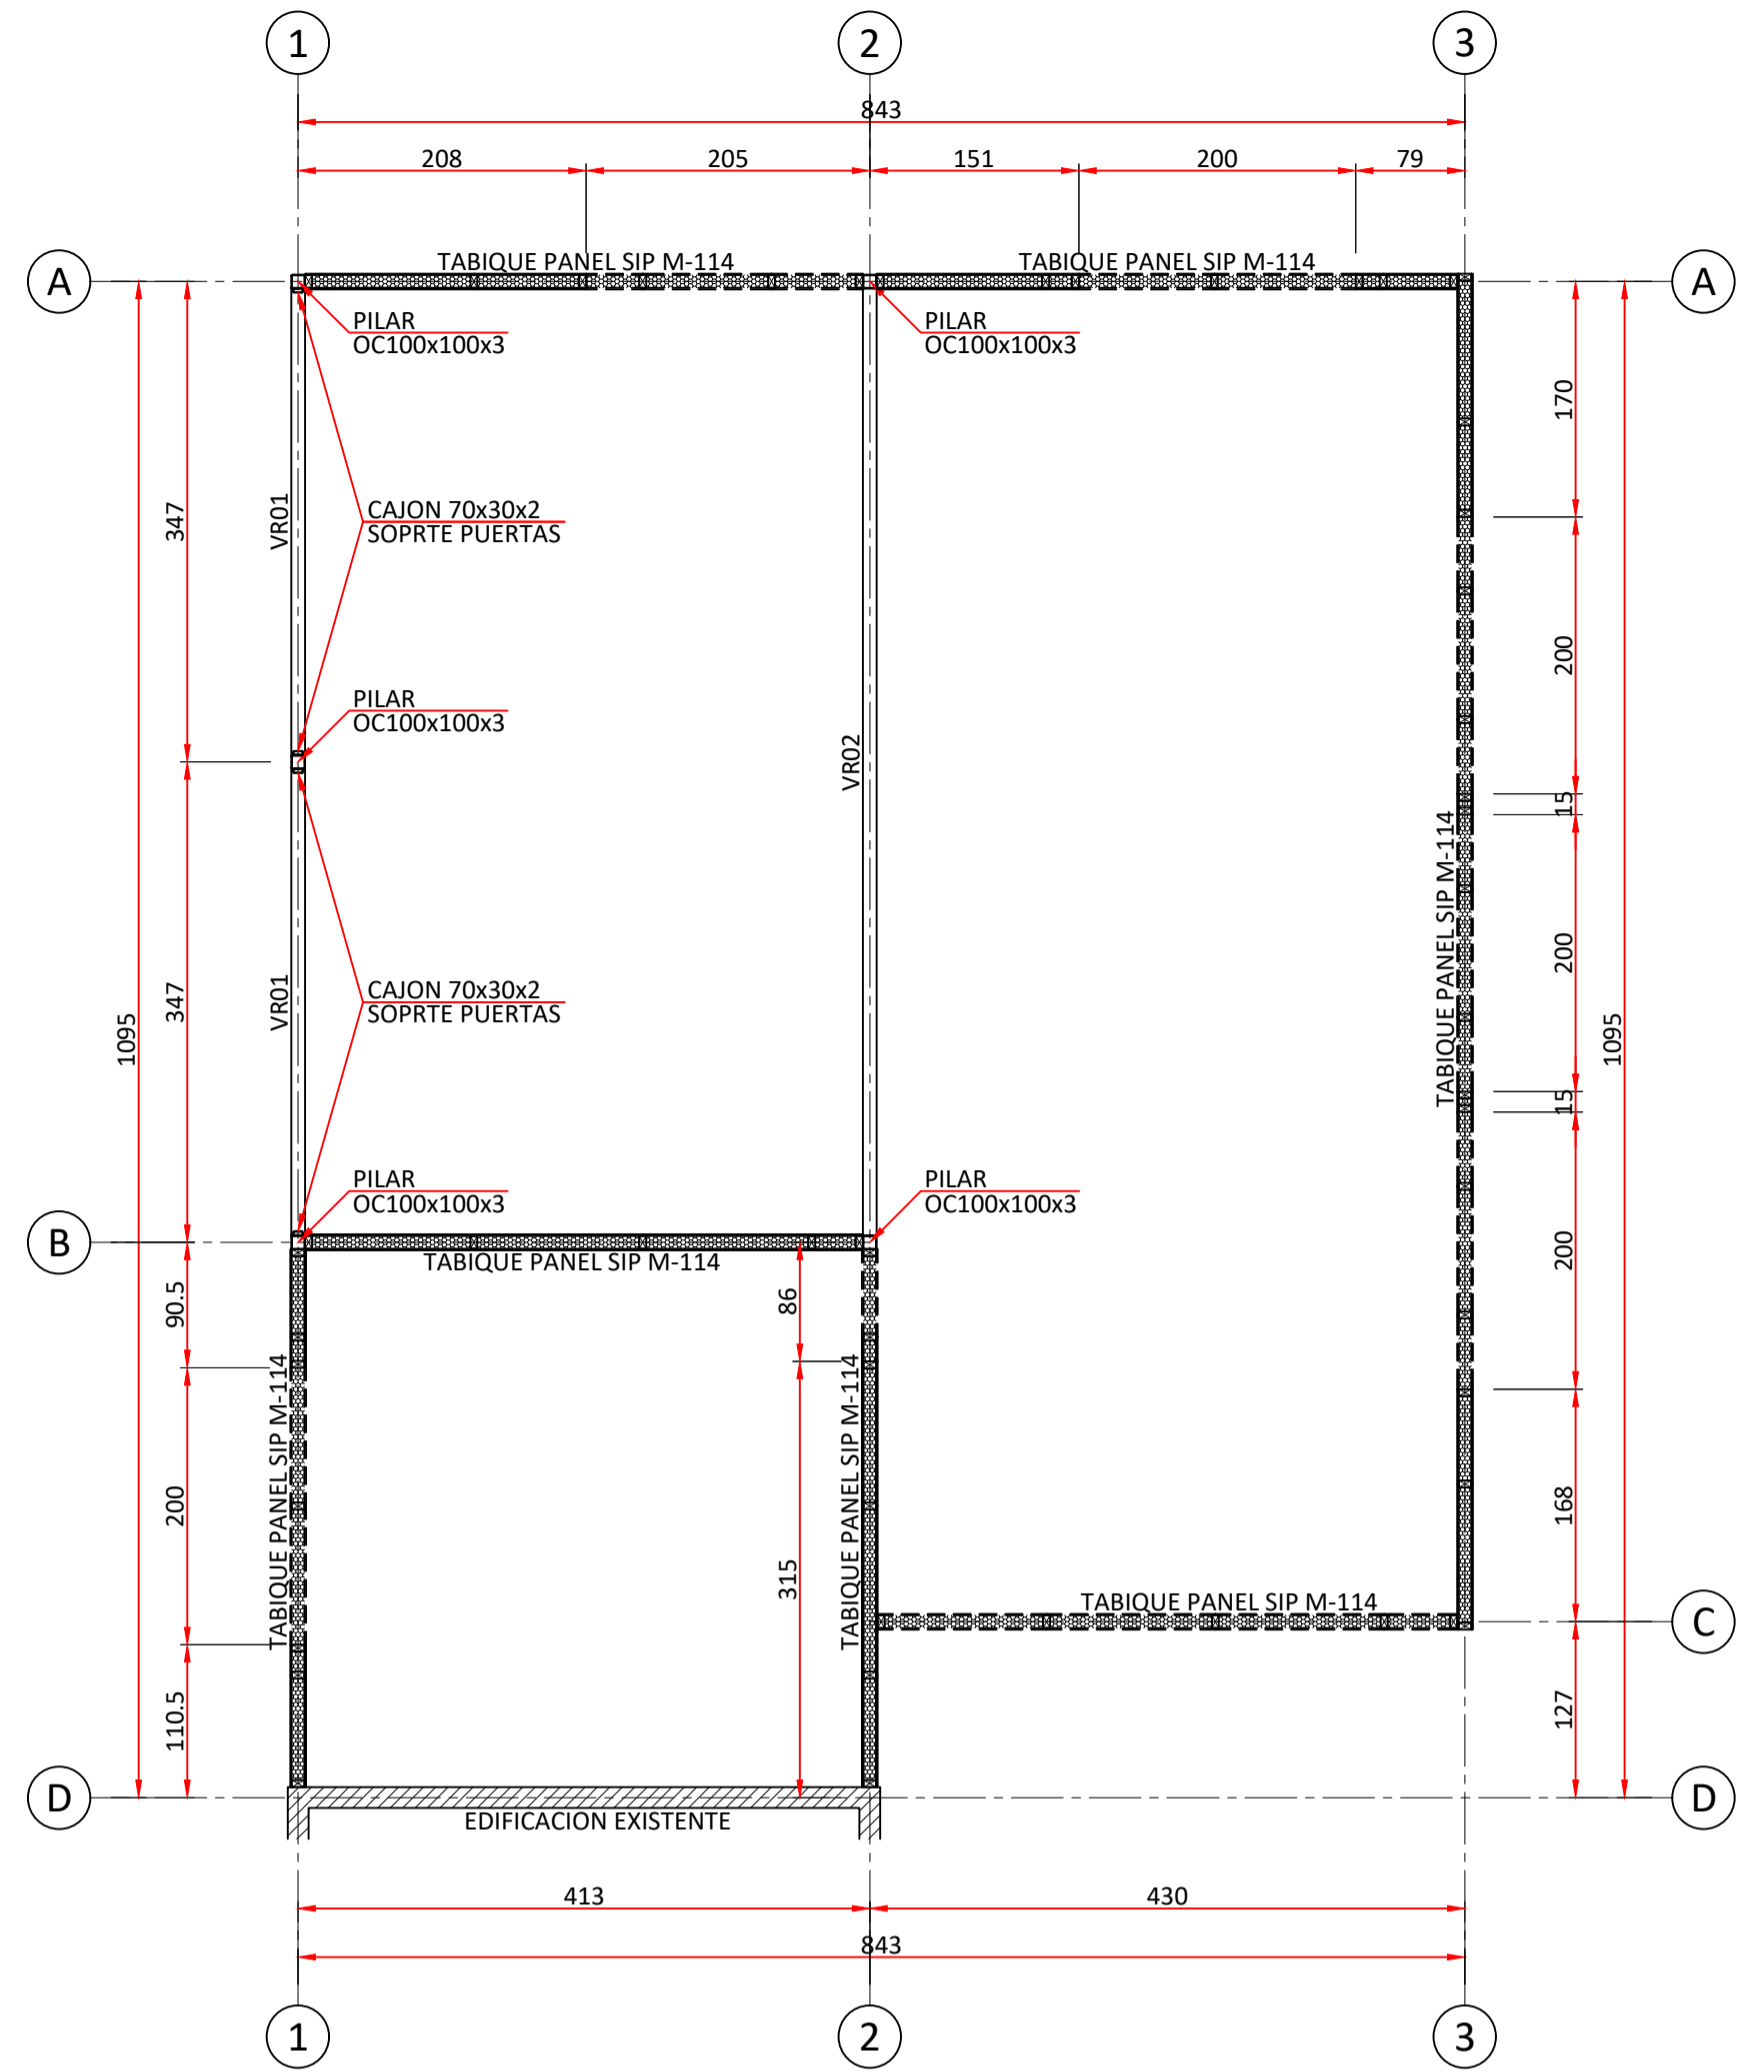 1
2
3
843
208
205
151
200
79
A
TABIQUE PANEL SIP M-114
TABIQUE PANEL SIP M-114
A
PILAR
OC100x100x3
PILAR
OC100x100x3
170
347
VR01
CAJON 70x30x2
SOPRTE PUERTAS
200
PILAR
OC100x100x3
VR02
15
TABIQUE PANEL SIP M-114
200
347
VR01
CAJON 70x30x2
SOPRTE PUERTAS
1095
1095
15
PILAR
OC100x100x3
PILAR
OC100x100x3
200
B
TABIQUE PANEL SIP M-114
90.5
86
TABIQUE PANEL SIP M-114
TABIQUE PANEL SIP M-114
200
168
315
TABIQUE PANEL SIP M-114
C
110.5
127
D
D
EDIFICACION EXISTENTE
413
430
843
1
2
3